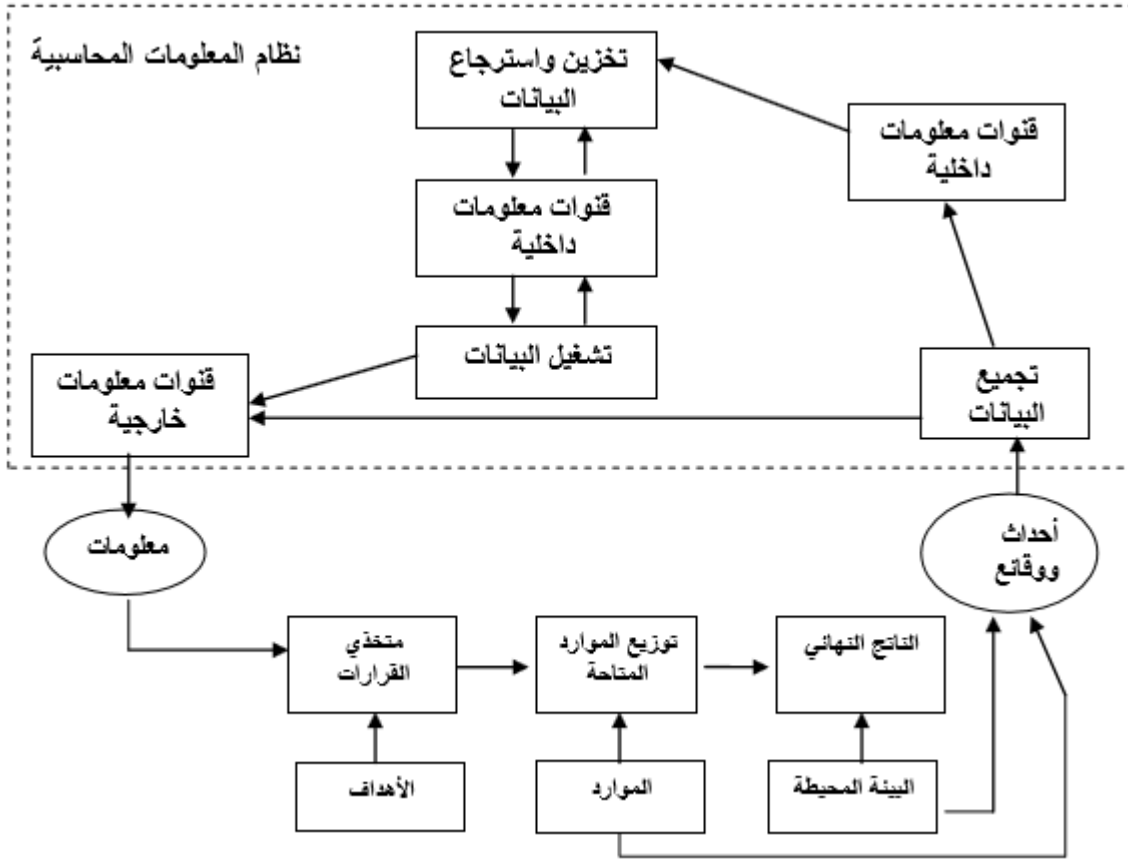 نظام المعلومات المحاسبية
تخزين واسترجاع
البيانات
قنوات معلومات
داخلية
قنوات معلومات
داخلية
تشغيل البيانات
تجميع
البيانات
قنوات معلومات
خارجية
أحداث
ووقائع
معلومات
متخذي
القرارات
توزيع الموارد
المتاحة
الناتج النهائي
الأهداف
الموارد
البيئة المحيطة